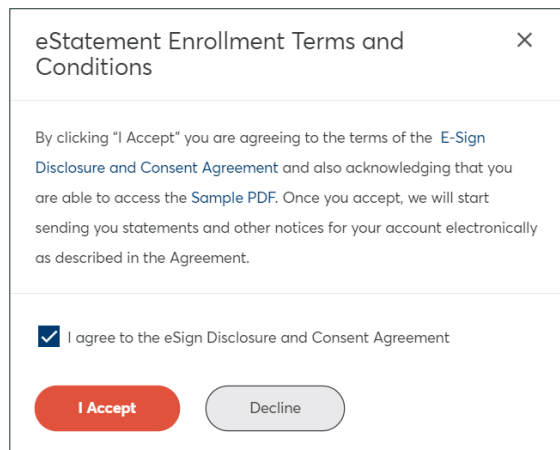 eStatement Enrollment Terms and
Conditions
By clicking “I Accept” you are agreeing to the terms of the E-Sign
Disclosure and Consent Agreement and also acknowledging that you
are able to access the Sample PDF. Once you accept, we will start
sending you statements and other notices for your account electronically
as described in the Agreement.
I agree to the eSign Disclosure and Consent Agreement
I Accept
Decline